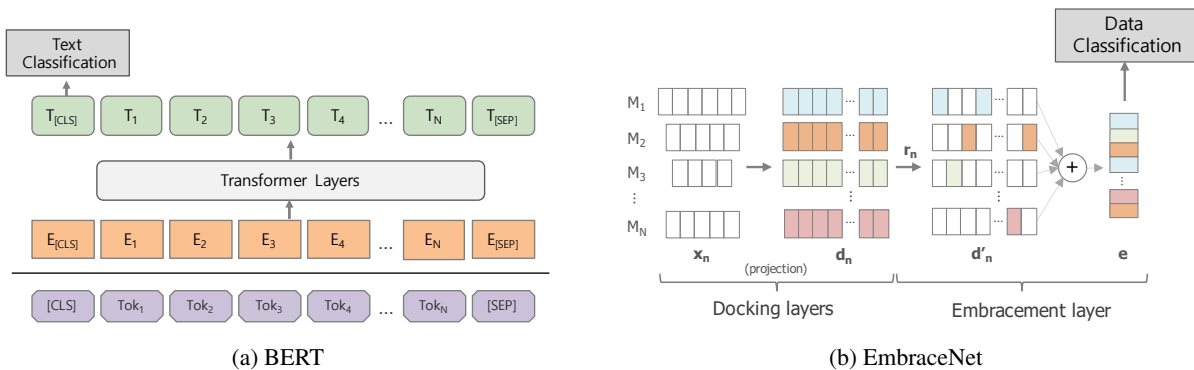 Text
Classification
T[CLS] T1 T2 T3 T4 ... TN T[SEP]
Transformer Layers
E[CLS] E1 E2 E3 E4 ... EN E[SEP]
[CLS] Tok1 Tok2 Tok3 Tok4 ... TokN [SEP]
(a) BERT
Data
Classification
M1 ... ...
M2 ... ...
rn
M3 ... ...
+
⋮ ⋮ ⋮ ⋮
MN ... ...
xn dn d'n e
(projection)
Docking layers Embracement layer
(b) EmbraceNet